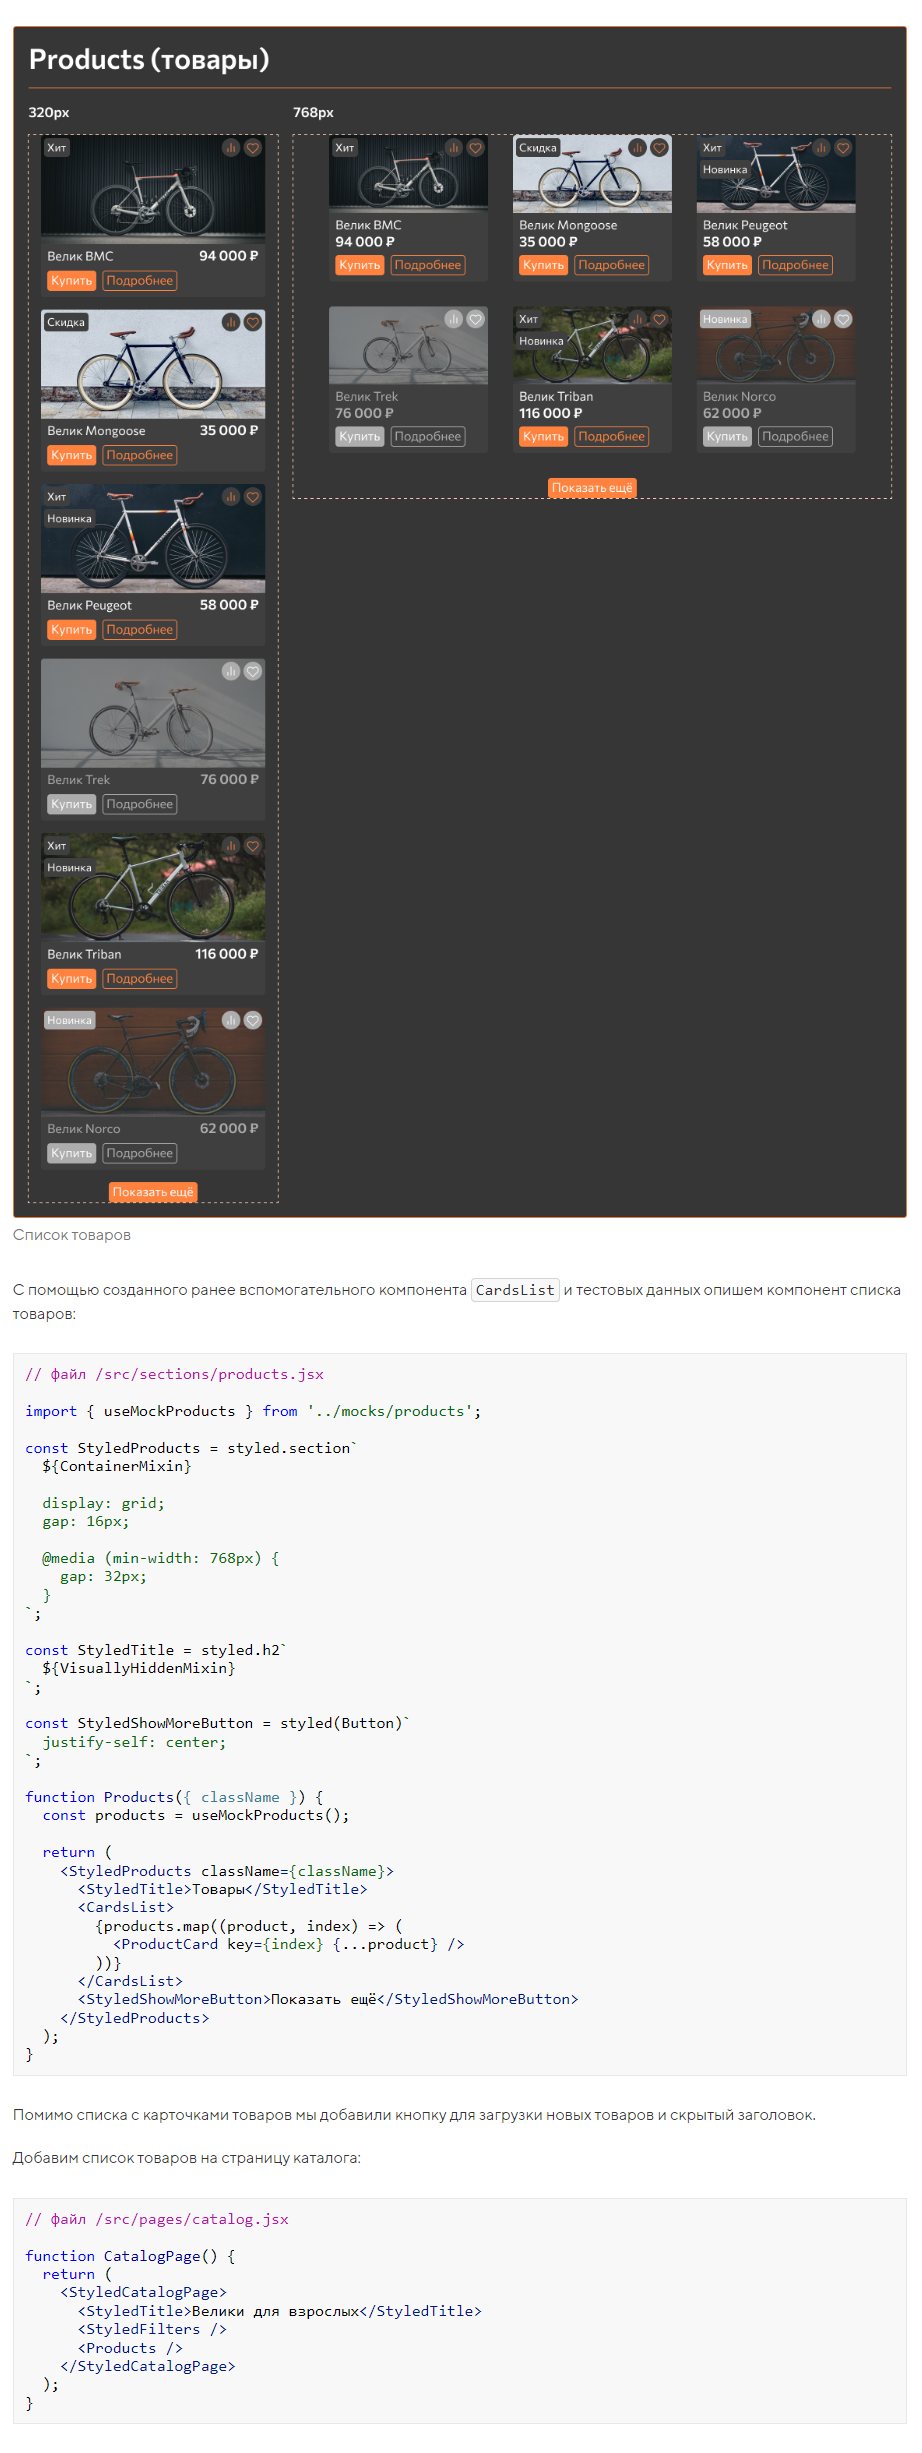 Products (товары)
320px
768px
Хит
Велик BMC
94 000 ₽
Купить
Подробнее
Скидка
Велик Mongoose
35 000 ₽
Купить
Подробнее
Хит
Новинка
Велик Peugeot
58 000 ₽
Купить
Подробнее
Велик Trek
76 000 ₽
Купить
Подробнее
Хит
Новинка
Велик Triban
116 000 ₽
Купить
Подробнее
Новинка
Велик Norco
62 000 ₽
Купить
Подробнее
Показать ещё
Хит
Велик BMC
94 000 ₽
Купить
Подробнее
Скидка
Велик Mongoose
35 000 ₽
Купить
Подробнее
Хит
Новинка
Велик Peugeot
58 000 ₽
Купить
Подробнее
Велик Trek
76 000 ₽
Купить
Подробнее
Хит
Новинка
Велик Triban
116 000 ₽
Купить
Подробнее
Новинка
Велик Norco
62 000 ₽
Купить
Подробнее
Показать ещё
Список товаров
С помощью созданного ранее вспомогательного компонента CardsList и тестовых данных опишем компонент списка
товаров:
// файл /src/sections/products.jsx
import { useMockProducts } from '../mocks/products';
const StyledProducts = styled.section`
  ${ContainerMixin}
  display: grid;
  gap: 16px;
  @media (min-width: 768px) {
    gap: 32px;
  }
`;
const StyledTitle = styled.h2`
  ${VisuallyHiddenMixin}
`;
const StyledShowMoreButton = styled(Button)`
  justify-self: center;
`;
function Products({ className }) {
  const products = useMockProducts();
  return (
    <StyledProducts className={className}>
      <StyledTitle>Товары</StyledTitle>
      <CardsList>
        {products.map((product, index) => (
          <ProductCard key={index} {...product} />
        ))}
      </CardsList>
      <StyledShowMoreButton>Показать ещё</StyledShowMoreButton>
    </StyledProducts>
  );
}
Помимо списка с карточками товаров мы добавили кнопку для загрузки новых товаров и скрытый заголовок.
Добавим список товаров на страницу каталога:
// файл /src/pages/catalog.jsx
function CatalogPage() {
  return (
    <StyledCatalogPage>
      <StyledTitle>Велики для взрослых</StyledTitle>
      <StyledFilters />
      <Products />
    </StyledCatalogPage>
  );
}